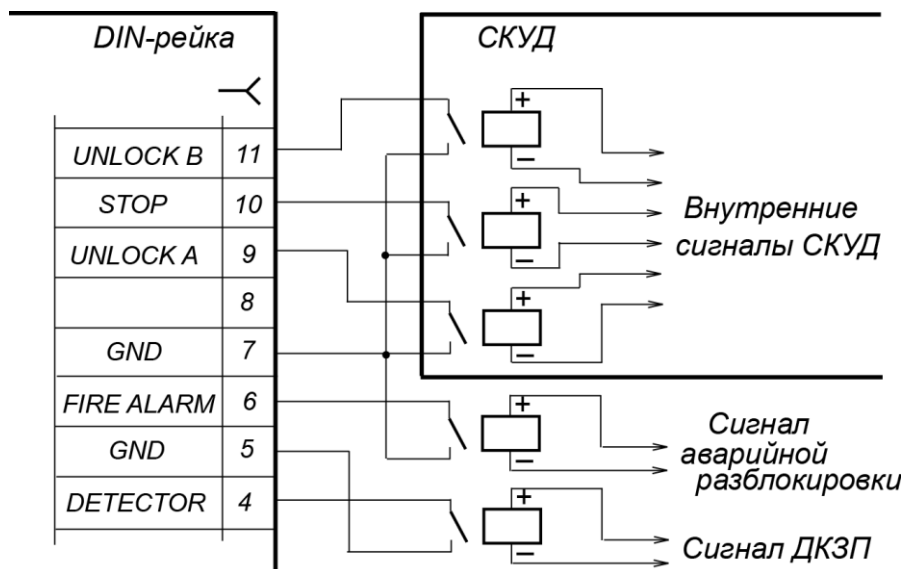 DIN-рейка
UNLOCK B 11
STOP 10
UNLOCK A 9
8
GND 7
FIRE ALARM 6
GND 5
DETECTOR 4
СКУД
+
−
+
−
+
−
Внутренние
сигналы СКУД
+
−
Сигнал
аварийной
разблокировки
+
−
Сигнал ДКЗП